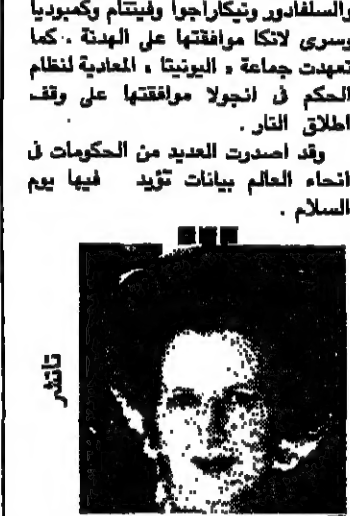 والسلفادور ونيكاراجوا وفيتنام وكمبوديا
وسرى لانكا موافقتها على الهدنة . كما
تعهدت جماعة « اليونيتا » المعادية لنظام
الحكم فى انجولا موافقتها على وقف
اطلاق النار .
وقد اصدرت العديد من الحكومات فى
انحاء العالم بيانات تؤيد فيها يوم
السلام .
تاتشر